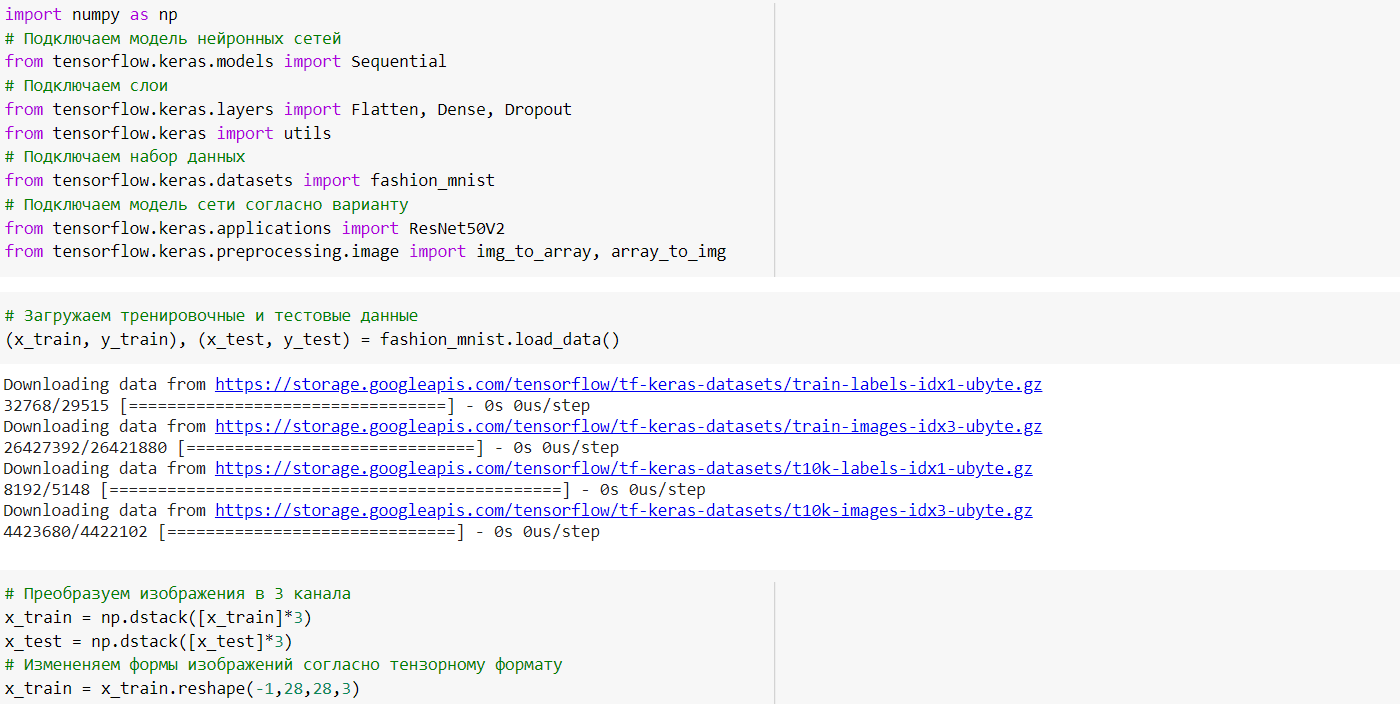 import numpy as np
# Подключаем модель нейронных сетей
from tensorflow.keras.models import Sequential
# Подключаем слои
from tensorflow.keras.layers import Flatten, Dense, Dropout
from tensorflow.keras import utils
# Подключаем набор данных
from tensorflow.keras.datasets import fashion_mnist
# Подключаем модель сети согласно варианту
from tensorflow.keras.applications import ResNet50V2
from tensorflow.keras.preprocessing.image import img_to_array, array_to_img
# Загружаем тренировочные и тестовые данные
(x_train, y_train), (x_test, y_test) = fashion_mnist.load_data()
Downloading data from https://storage.googleapis.com/tensorflow/tf-keras-datasets/train-labels-idx1-ubyte.gz
32768/29515 [=================================] - 0s 0us/step
Downloading data from https://storage.googleapis.com/tensorflow/tf-keras-datasets/train-images-idx3-ubyte.gz
26427392/26421880 [==============================] - 0s 0us/step
Downloading data from https://storage.googleapis.com/tensorflow/tf-keras-datasets/t10k-labels-idx1-ubyte.gz
8192/5148 [===============================================] - 0s 0us/step
Downloading data from https://storage.googleapis.com/tensorflow/tf-keras-datasets/t10k-images-idx3-ubyte.gz
4423680/4422102 [==============================] - 0s 0us/step
# Преобразуем изображения в 3 канала
x_train = np.dstack([x_train]*3)
x_test = np.dstack([x_test]*3)
# Измененяем формы изображений согласно тензорному формату
x_train = x_train.reshape(-1,28,28,3)